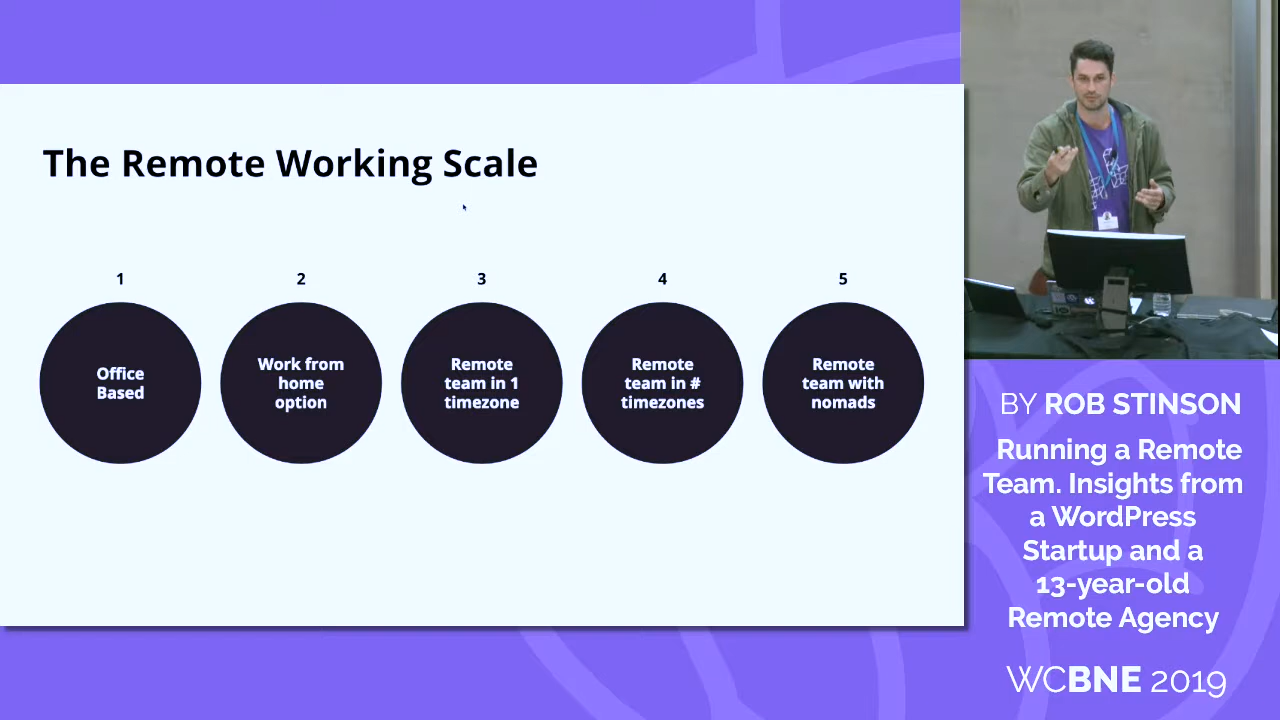 The Remote Working Scale
1
2
3
4
5
Office
Based
Work from
home
option
Remote
team in 1
timezone
Remote
team in #
timezones
Remote
team with
nomads
BY ROB STINSON
Running a Remote
Team. Insights from
a WordPress
Startup and a
13-year-old
Remote Agency
WCBNE 2019